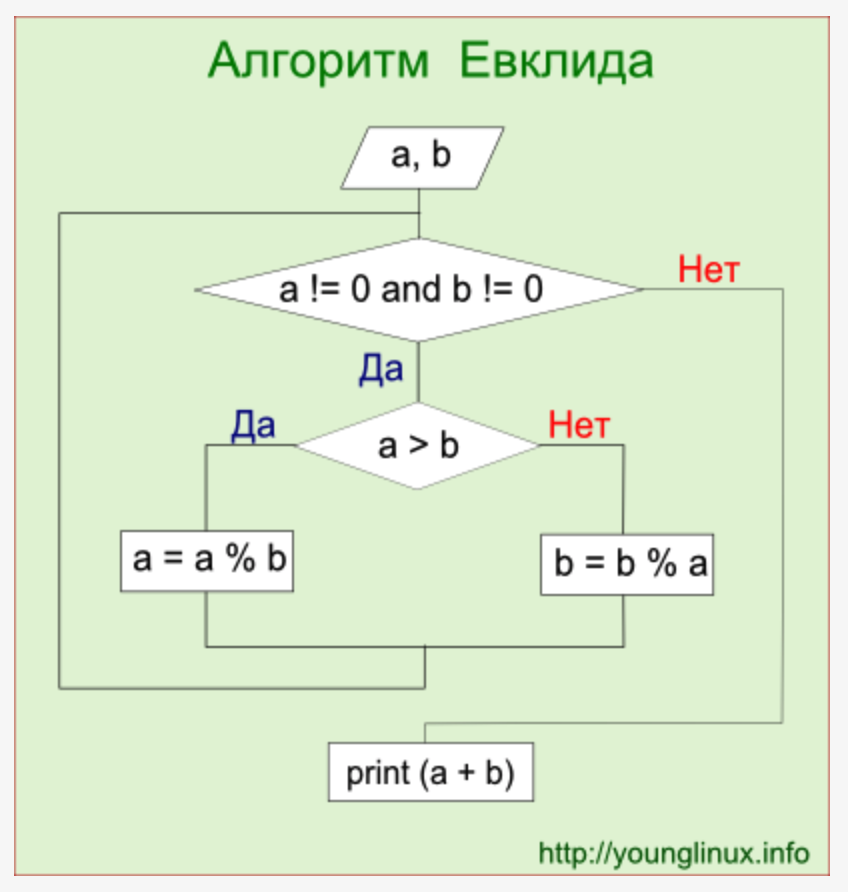 Алгоритм Евклида
a, b
a != 0 and b != 0
Нет
Да
Да
a > b
Нет
a = a % b
b = b % a
print (a + b)
http://younglinux.info